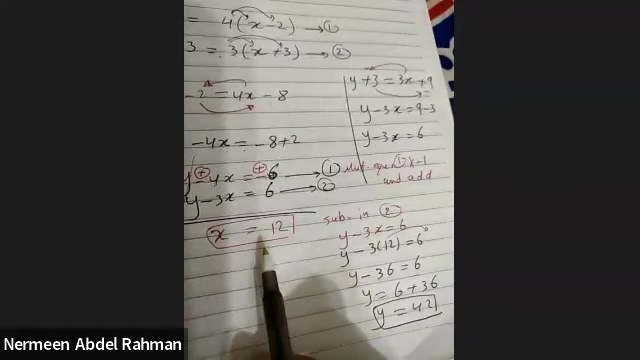 = 4(x-2) → ①
3 = 3(x+3) → ②
-2 = 4x - 8
-4x = -8+2
y-4x = -6 → ①
y-3x = 6 → ②
x = 12
y+3 = 3x+9
y-3x = 9-3
y-3x = 6
① x-1
and add
sub. in ②
y-3x = 6
y-3(12) = 6
y-36 = 6
y = 6+36
y = 42
Nermeen Abdel Rahman